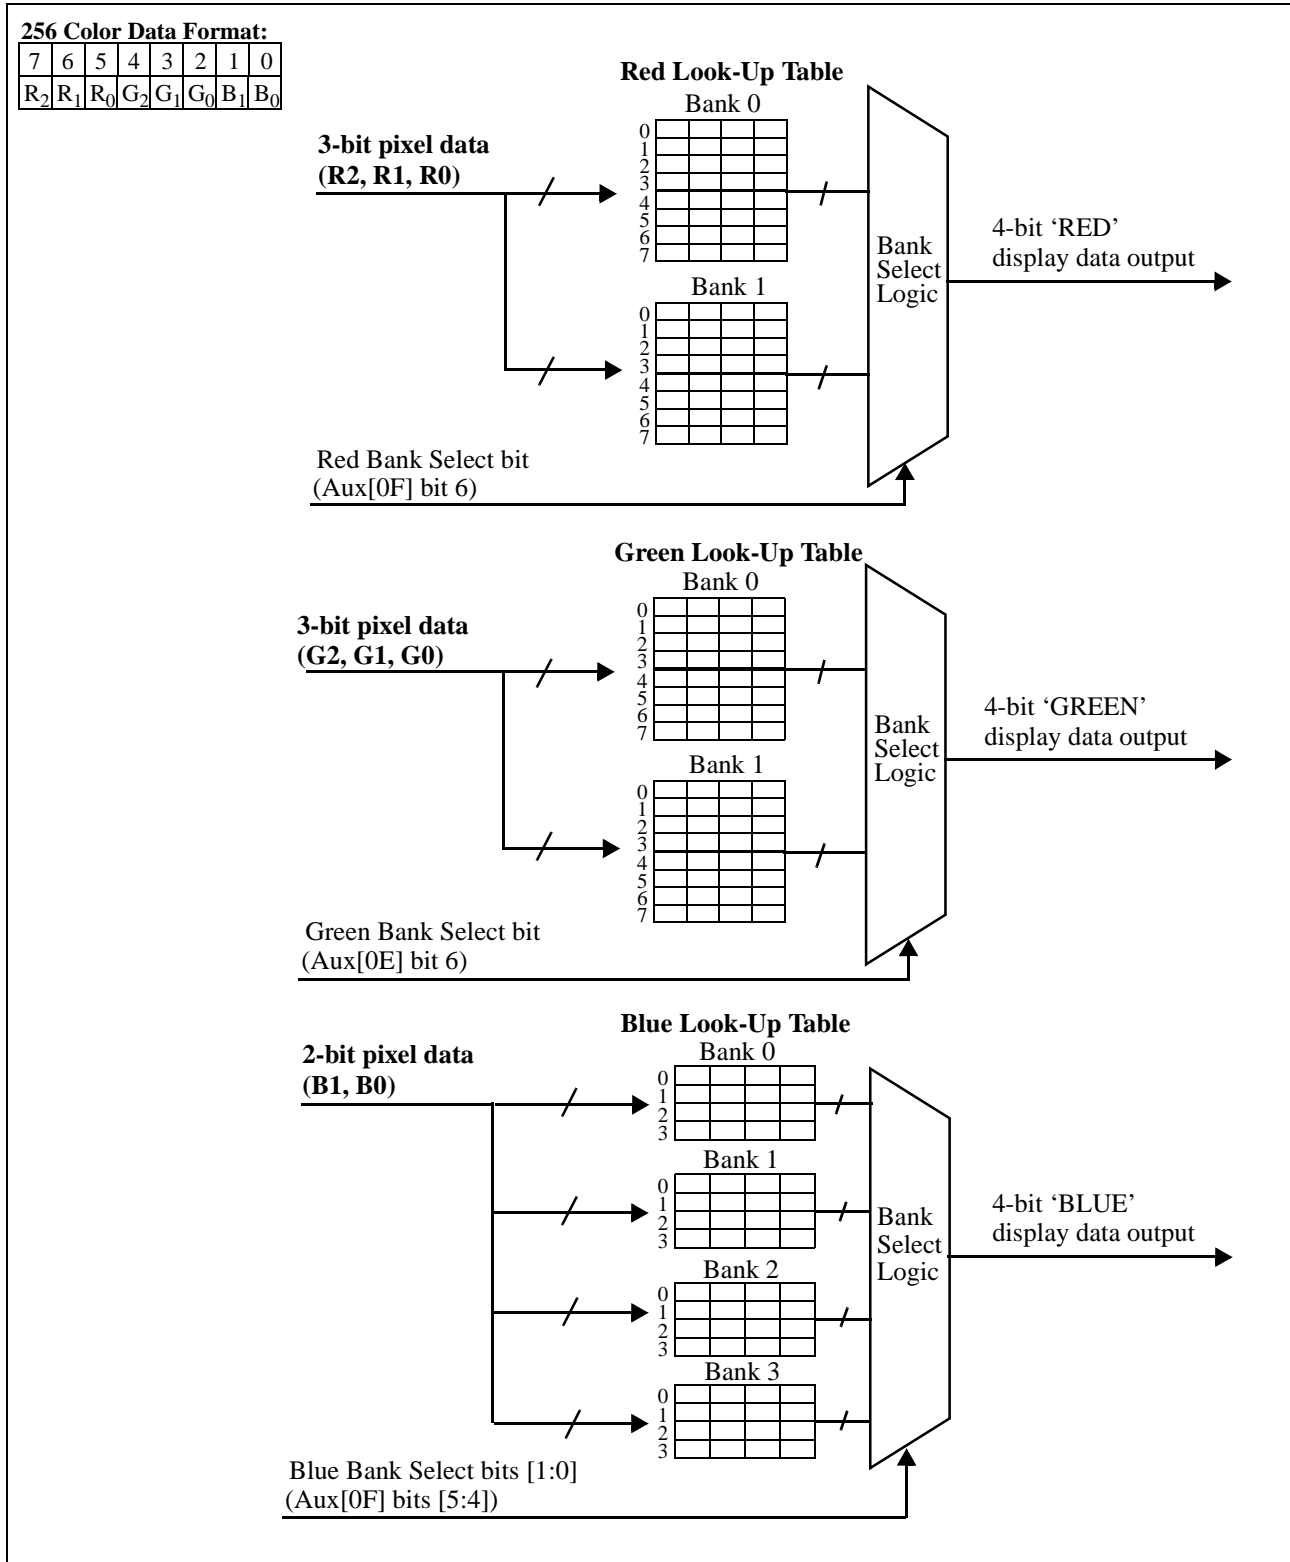 256 Color Data Format:
7 6 5 4 3 2 1 0
R2 R1 R0 G2 G1 G0 B1 B0
Red Look-Up Table
Bank 0
3-bit pixel data
(R2, R1, R0)
0
1
2
3
4
5
6
7
Bank 1
0
1
2
3
4
5
6
7
Bank
Select
Logic
4-bit ‘RED’
display data output
Red Bank Select bit
(Aux[0F] bit 6)
Green Look-Up Table
Bank 0
3-bit pixel data
(G2, G1, G0)
0
1
2
3
4
5
6
7
Bank 1
0
1
2
3
4
5
6
7
Bank
Select
Logic
4-bit ‘GREEN’
display data output
Green Bank Select bit
(Aux[0E] bit 6)
Blue Look-Up Table
2-bit pixel data
(B1, B0)
Bank 0
0
1
2
3
Bank 1
0
1
2
3
Bank 2
0
1
2
3
Bank 3
0
1
2
3
Bank
Select
Logic
4-bit ‘BLUE’
display data output
Blue Bank Select bits [1:0]
(Aux[0F] bits [5:4])